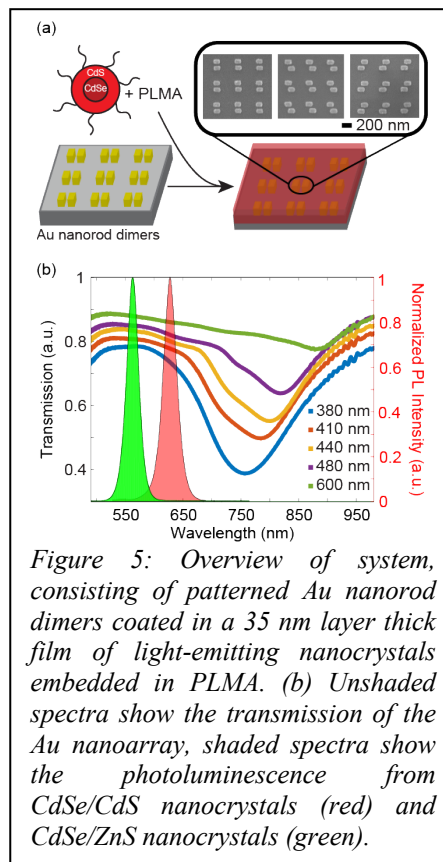 (a)
CdS
CdSe
+ PLMA
200 nm
Au nanorod dimers
(b)
Transmission (a.u.)
1
0.8
0.6
0.4
Normalized PL Intensity (a.u.)
1
0.8
0.6
0.4
0.2
0
380 nm
410 nm
440 nm
480 nm
600 nm
550 650 750 850 950
Wavelength (nm)
Figure 5: Overview of system,
consisting of patterned Au nanorod
dimers coated in a 35 nm layer thick
film of light-emitting nanocrystals
embedded in PLMA. (b) Unshaded
spectra show the transmission of the
Au nanoarray, shaded spectra show
the photoluminescence from
CdSe/CdS nanocrystals (red) and
CdSe/ZnS nanocrystals (green).